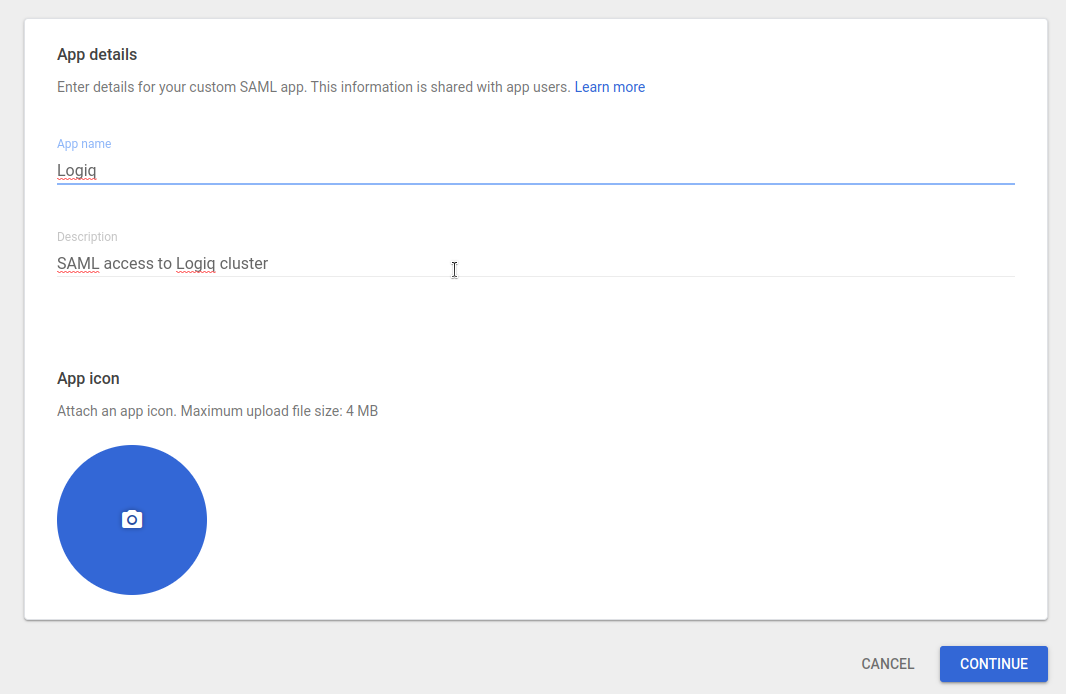 App details
Enter details for your custom SAML app. This information is shared with app users. Learn more
App name
Logiq
Description
SAML access to Logiq cluster
App icon
Attach an app icon. Maximum upload file size: 4 MB
CANCEL
CONTINUE